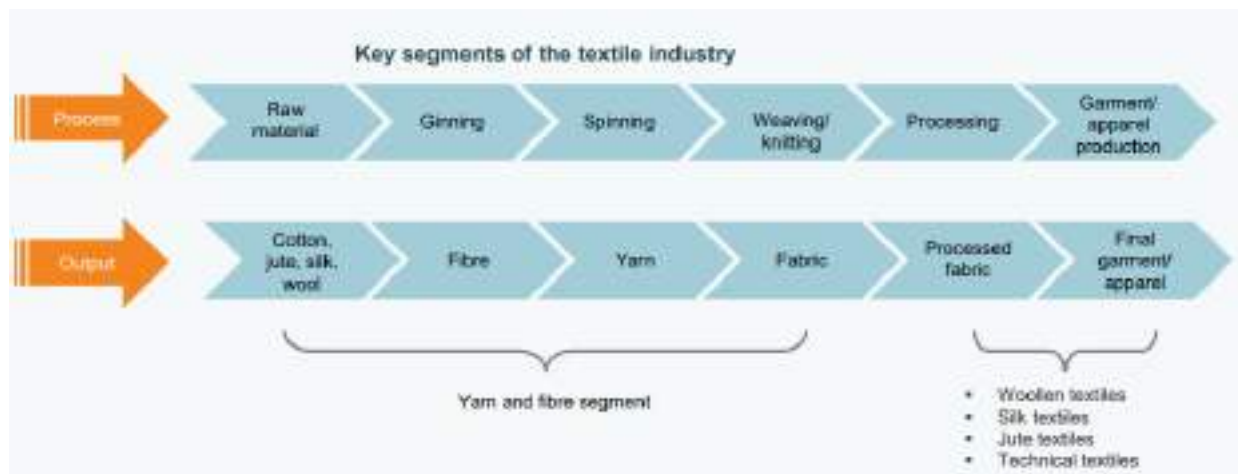 Key segments of the textile industry
Process
Raw
material
Ginning
Spinning
Weaving/
knitting
Processing
Garment/
apparel
production
Output
Cotton,
jute, silk,
wool
Fibre
Yarn
Fabric
Processed
fabric
Final
garment/
apparel
Yarn and fibre segment
• Woollen textiles
• Silk textiles
• Jute textiles
• Technical textiles